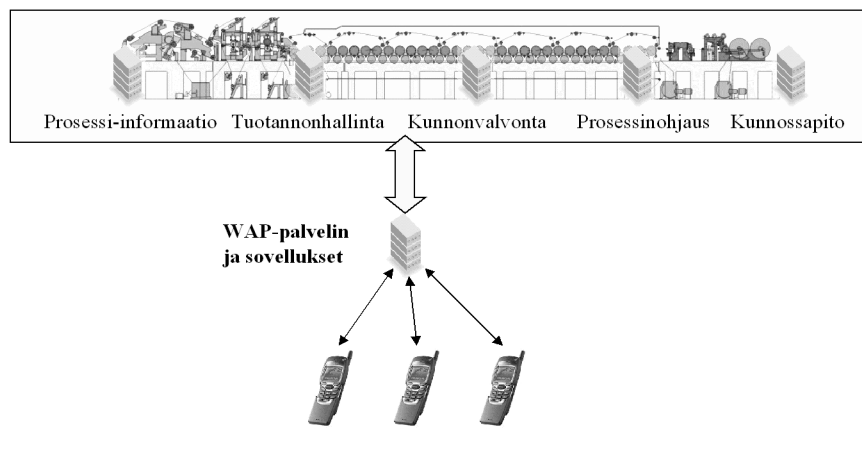 Prosessi-informaatio Tuotannonhallinta Kunnonvalvonta Prosessinohjaus Kunnossapito
WAP-palvelin
ja sovellukset